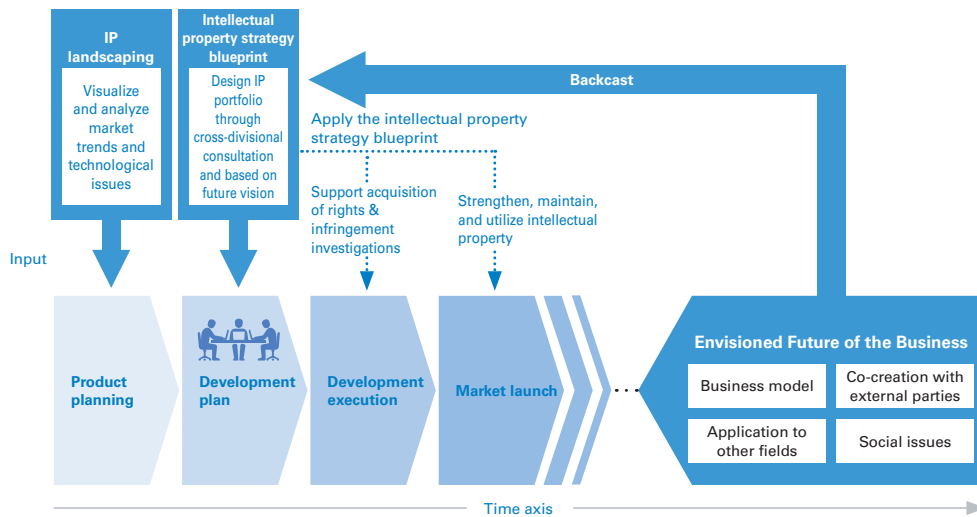 IP
landscaping
Visualize
and analyze
market
trends and
technological
issues
Intellectual
property strategy
blueprint
Design IP
portfolio
through
cross-divisional
consultation
and based on
future vision
Backcast
Apply the intellectual property
strategy blueprint
Support acquisition
of rights &
infringement
investigations
Strengthen, maintain,
and utilize intellectual
property
Input
Product
planning
Development
plan
Development
execution
Market launch
Envisioned Future of the Business
Business model
Co-creation with
external parties
Application to
other fields
Social issues
Time axis